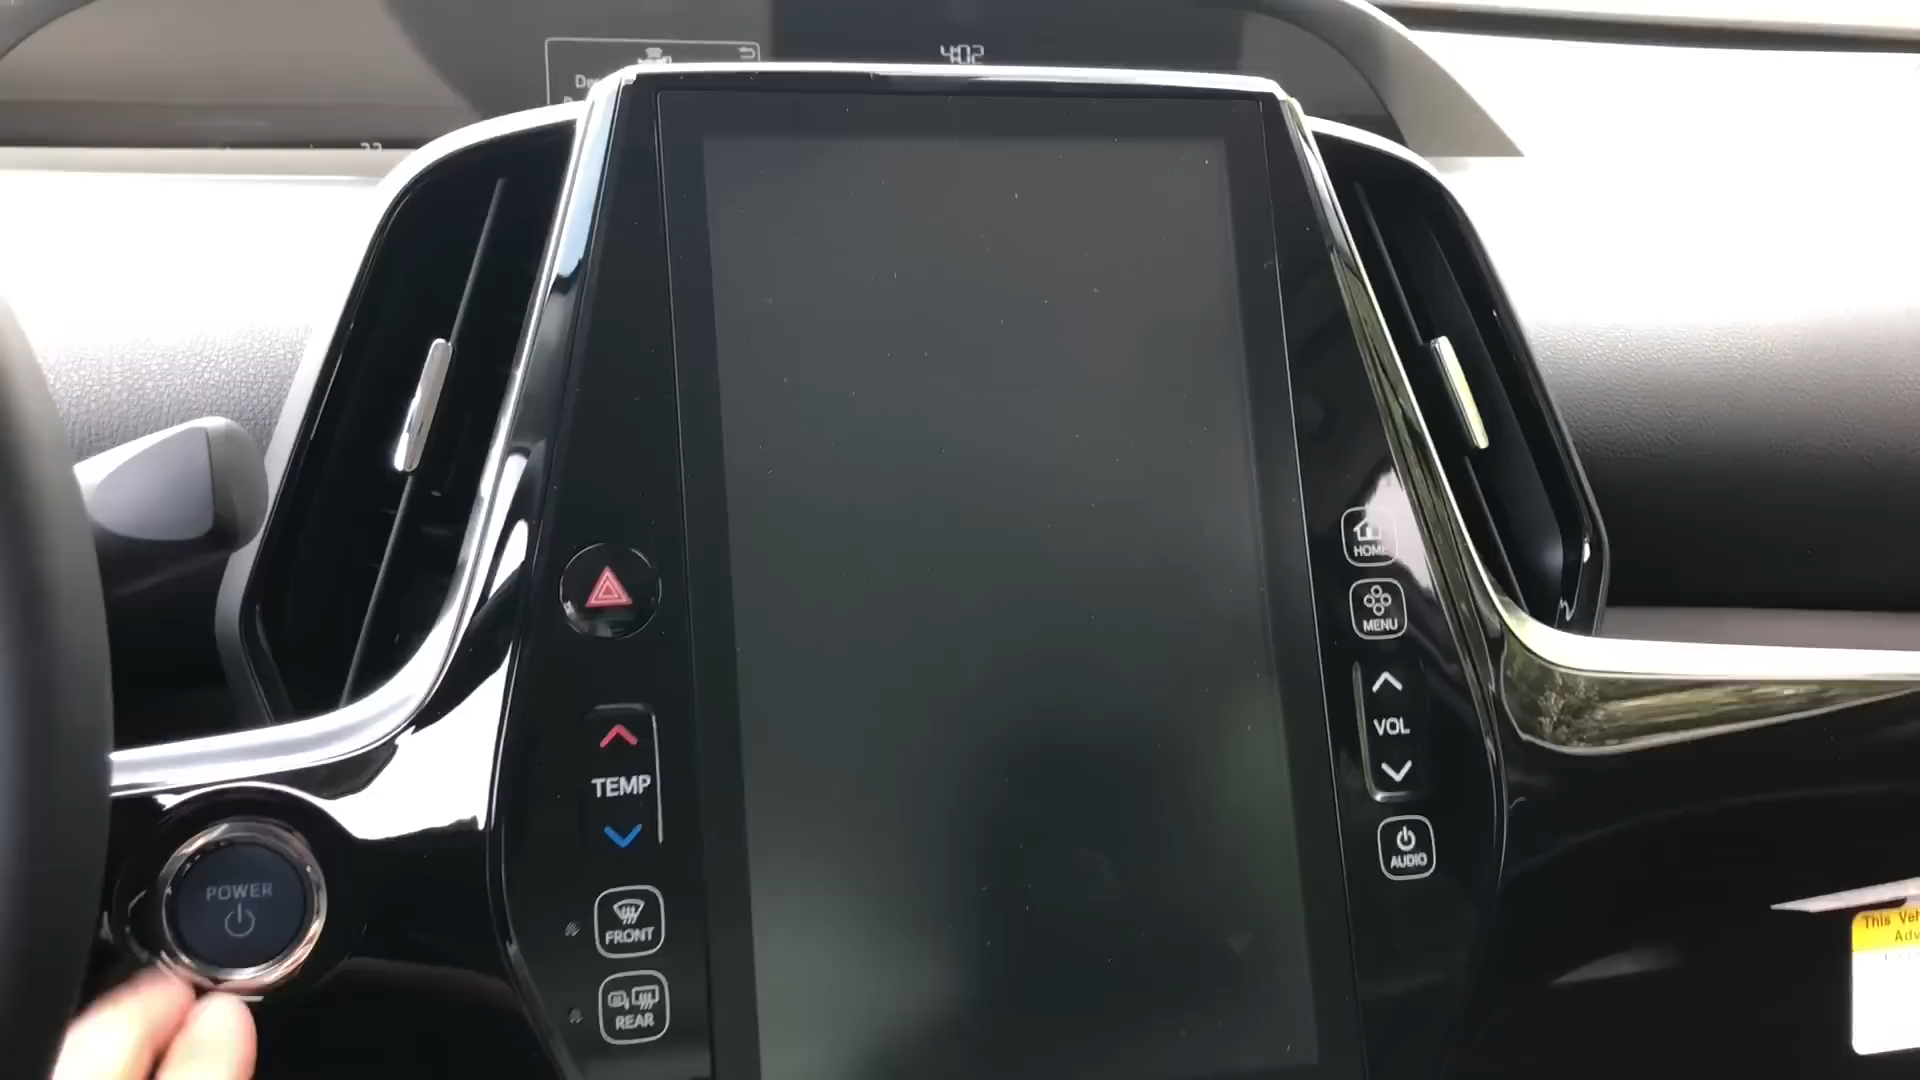 4:02
HOME
MENU
VOL
TEMP
AUDIO
POWER
FRONT
REAR
This Veh
Adv